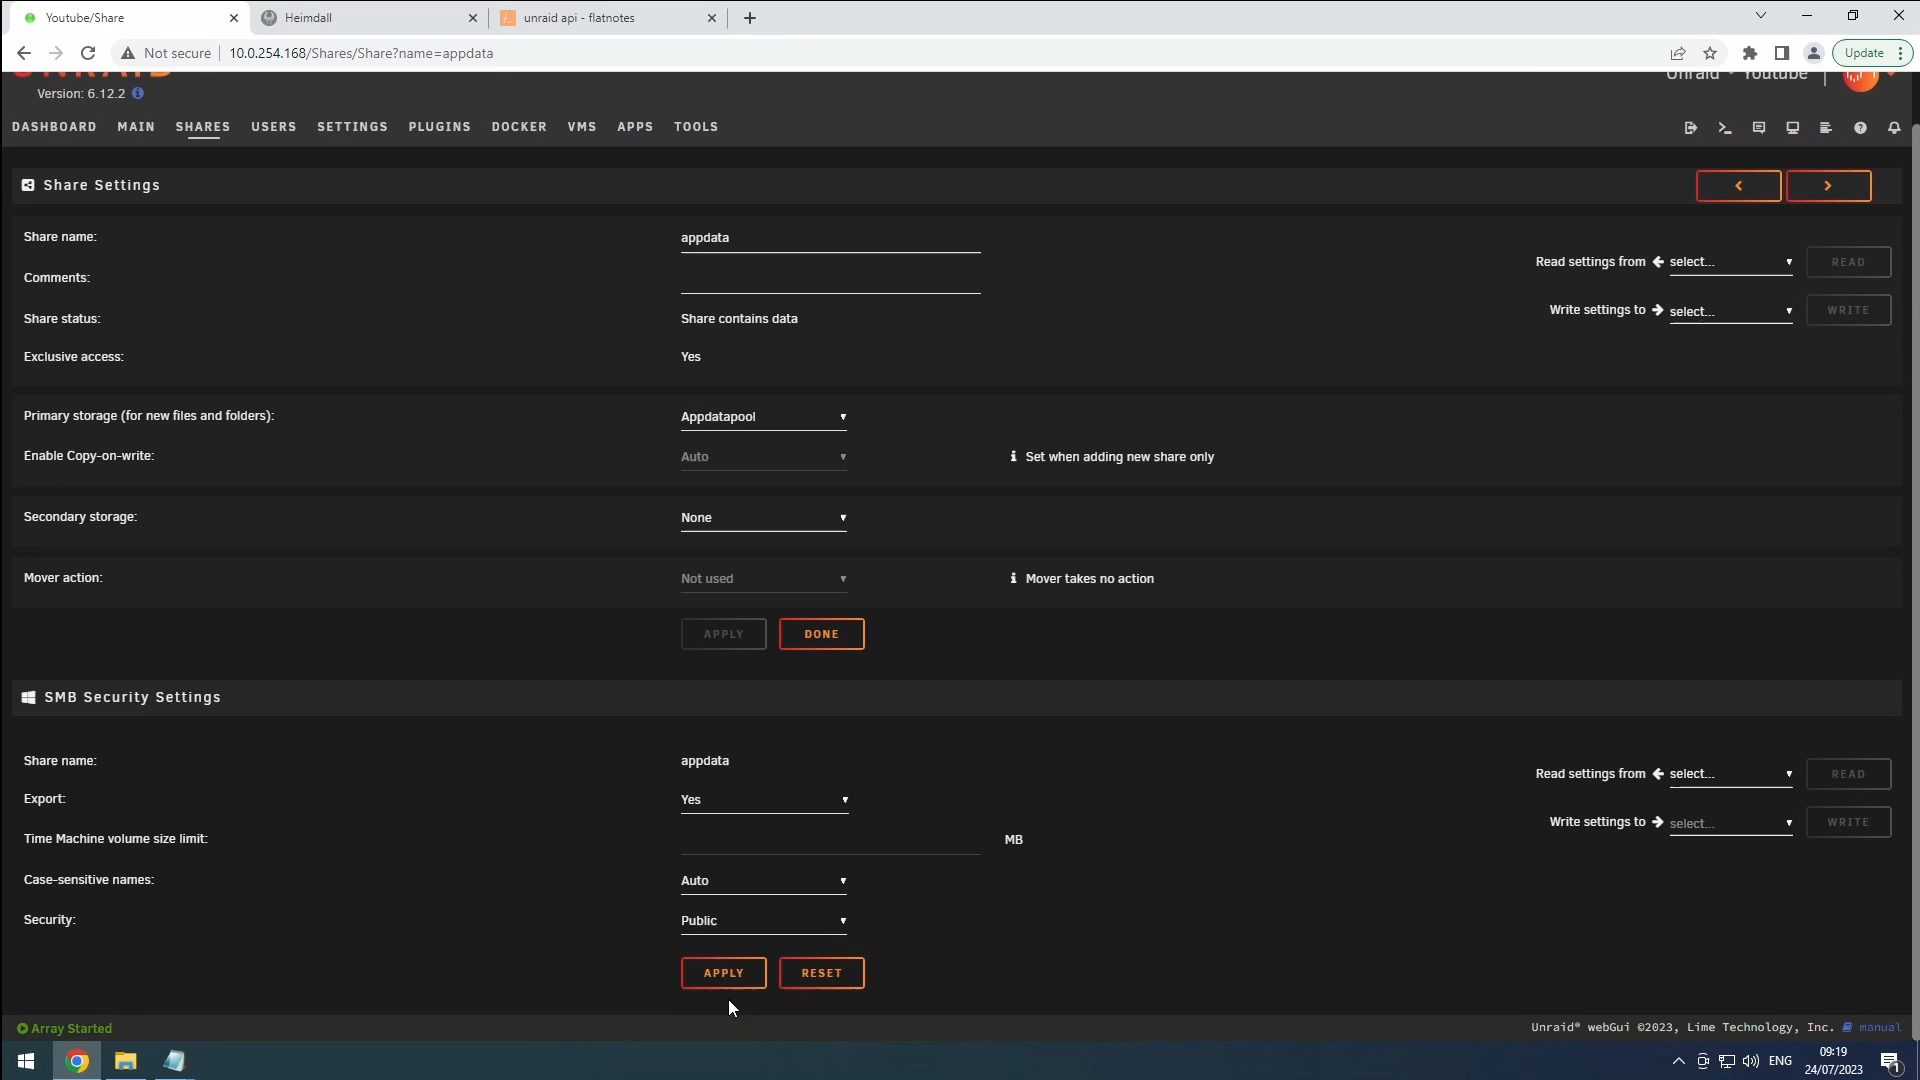 Youtube/Share
Heimdall
unraid api - flatnotes
Not secure
10.0.254.168/Shares/Share?name=appdata
Update
UNRAID
Unraid · Youtube
Version: 6.12.2
DASHBOARD MAIN SHARES USERS SETTINGS PLUGINS DOCKER VMS APPS TOOLS
Share Settings
Share name:
appdata
Read settings from
select...
READ
Comments:
Write settings to
select...
WRITE
Share status:
Share contains data
Exclusive access:
Yes
Primary storage (for new files and folders):
Appdatapool
Enable Copy-on-write:
Auto
Set when adding new share only
Secondary storage:
None
Mover action:
Not used
Mover takes no action
APPLY
DONE
SMB Security Settings
Share name:
appdata
Read settings from
select...
READ
Export:
Yes
Write settings to
select...
WRITE
Time Machine volume size limit:
MB
Case-sensitive names:
Auto
Security:
Public
APPLY
RESET
Array Started
Unraid® webGui ©2023, Lime Technology, Inc.
manual
ENG
09:19
24/07/2023
1